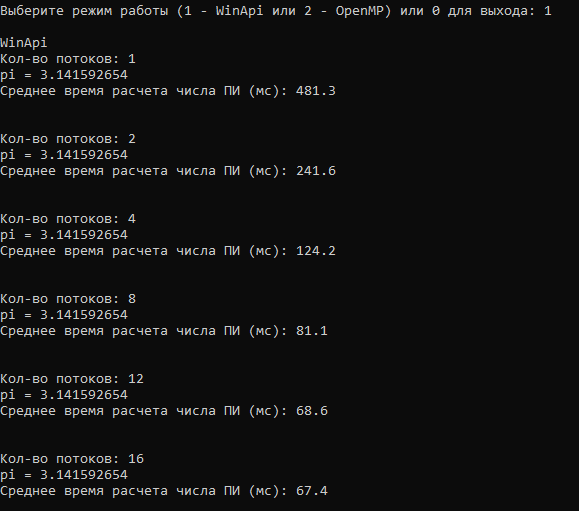 Выберите режим работы (1 - WinApi или 2 - OpenMP) или 0 для выхода: 1
WinApi
Кол-во потоков: 1
pi = 3.141592654
Среднее время расчета числа ПИ (мс): 481.3
Кол-во потоков: 2
pi = 3.141592654
Среднее время расчета числа ПИ (мс): 241.6
Кол-во потоков: 4
pi = 3.141592654
Среднее время расчета числа ПИ (мс): 124.2
Кол-во потоков: 8
pi = 3.141592654
Среднее время расчета числа ПИ (мс): 81.1
Кол-во потоков: 12
pi = 3.141592654
Среднее время расчета числа ПИ (мс): 68.6
Кол-во потоков: 16
pi = 3.141592654
Среднее время расчета числа ПИ (мс): 67.4